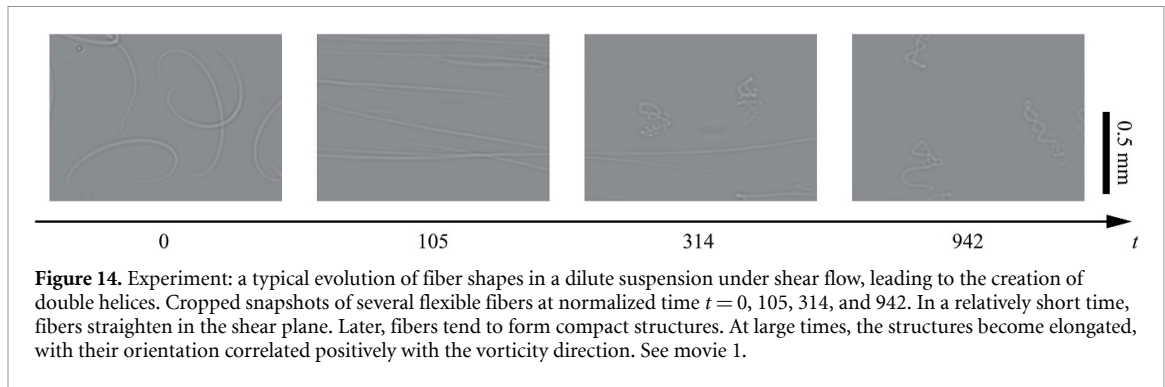 0.5 mm
0
105
314
942
t
Figure 14. Experiment: a typical evolution of fiber shapes in a dilute suspension under shear flow, leading to the creation of
double helices. Cropped snapshots of several flexible fibers at normalized time t = 0, 105, 314, and 942. In a relatively short time,
fibers straighten in the shear plane. Later, fibers tend to form compact structures. At large times, the structures become elongated,
with their orientation correlated positively with the vorticity direction. See movie 1.